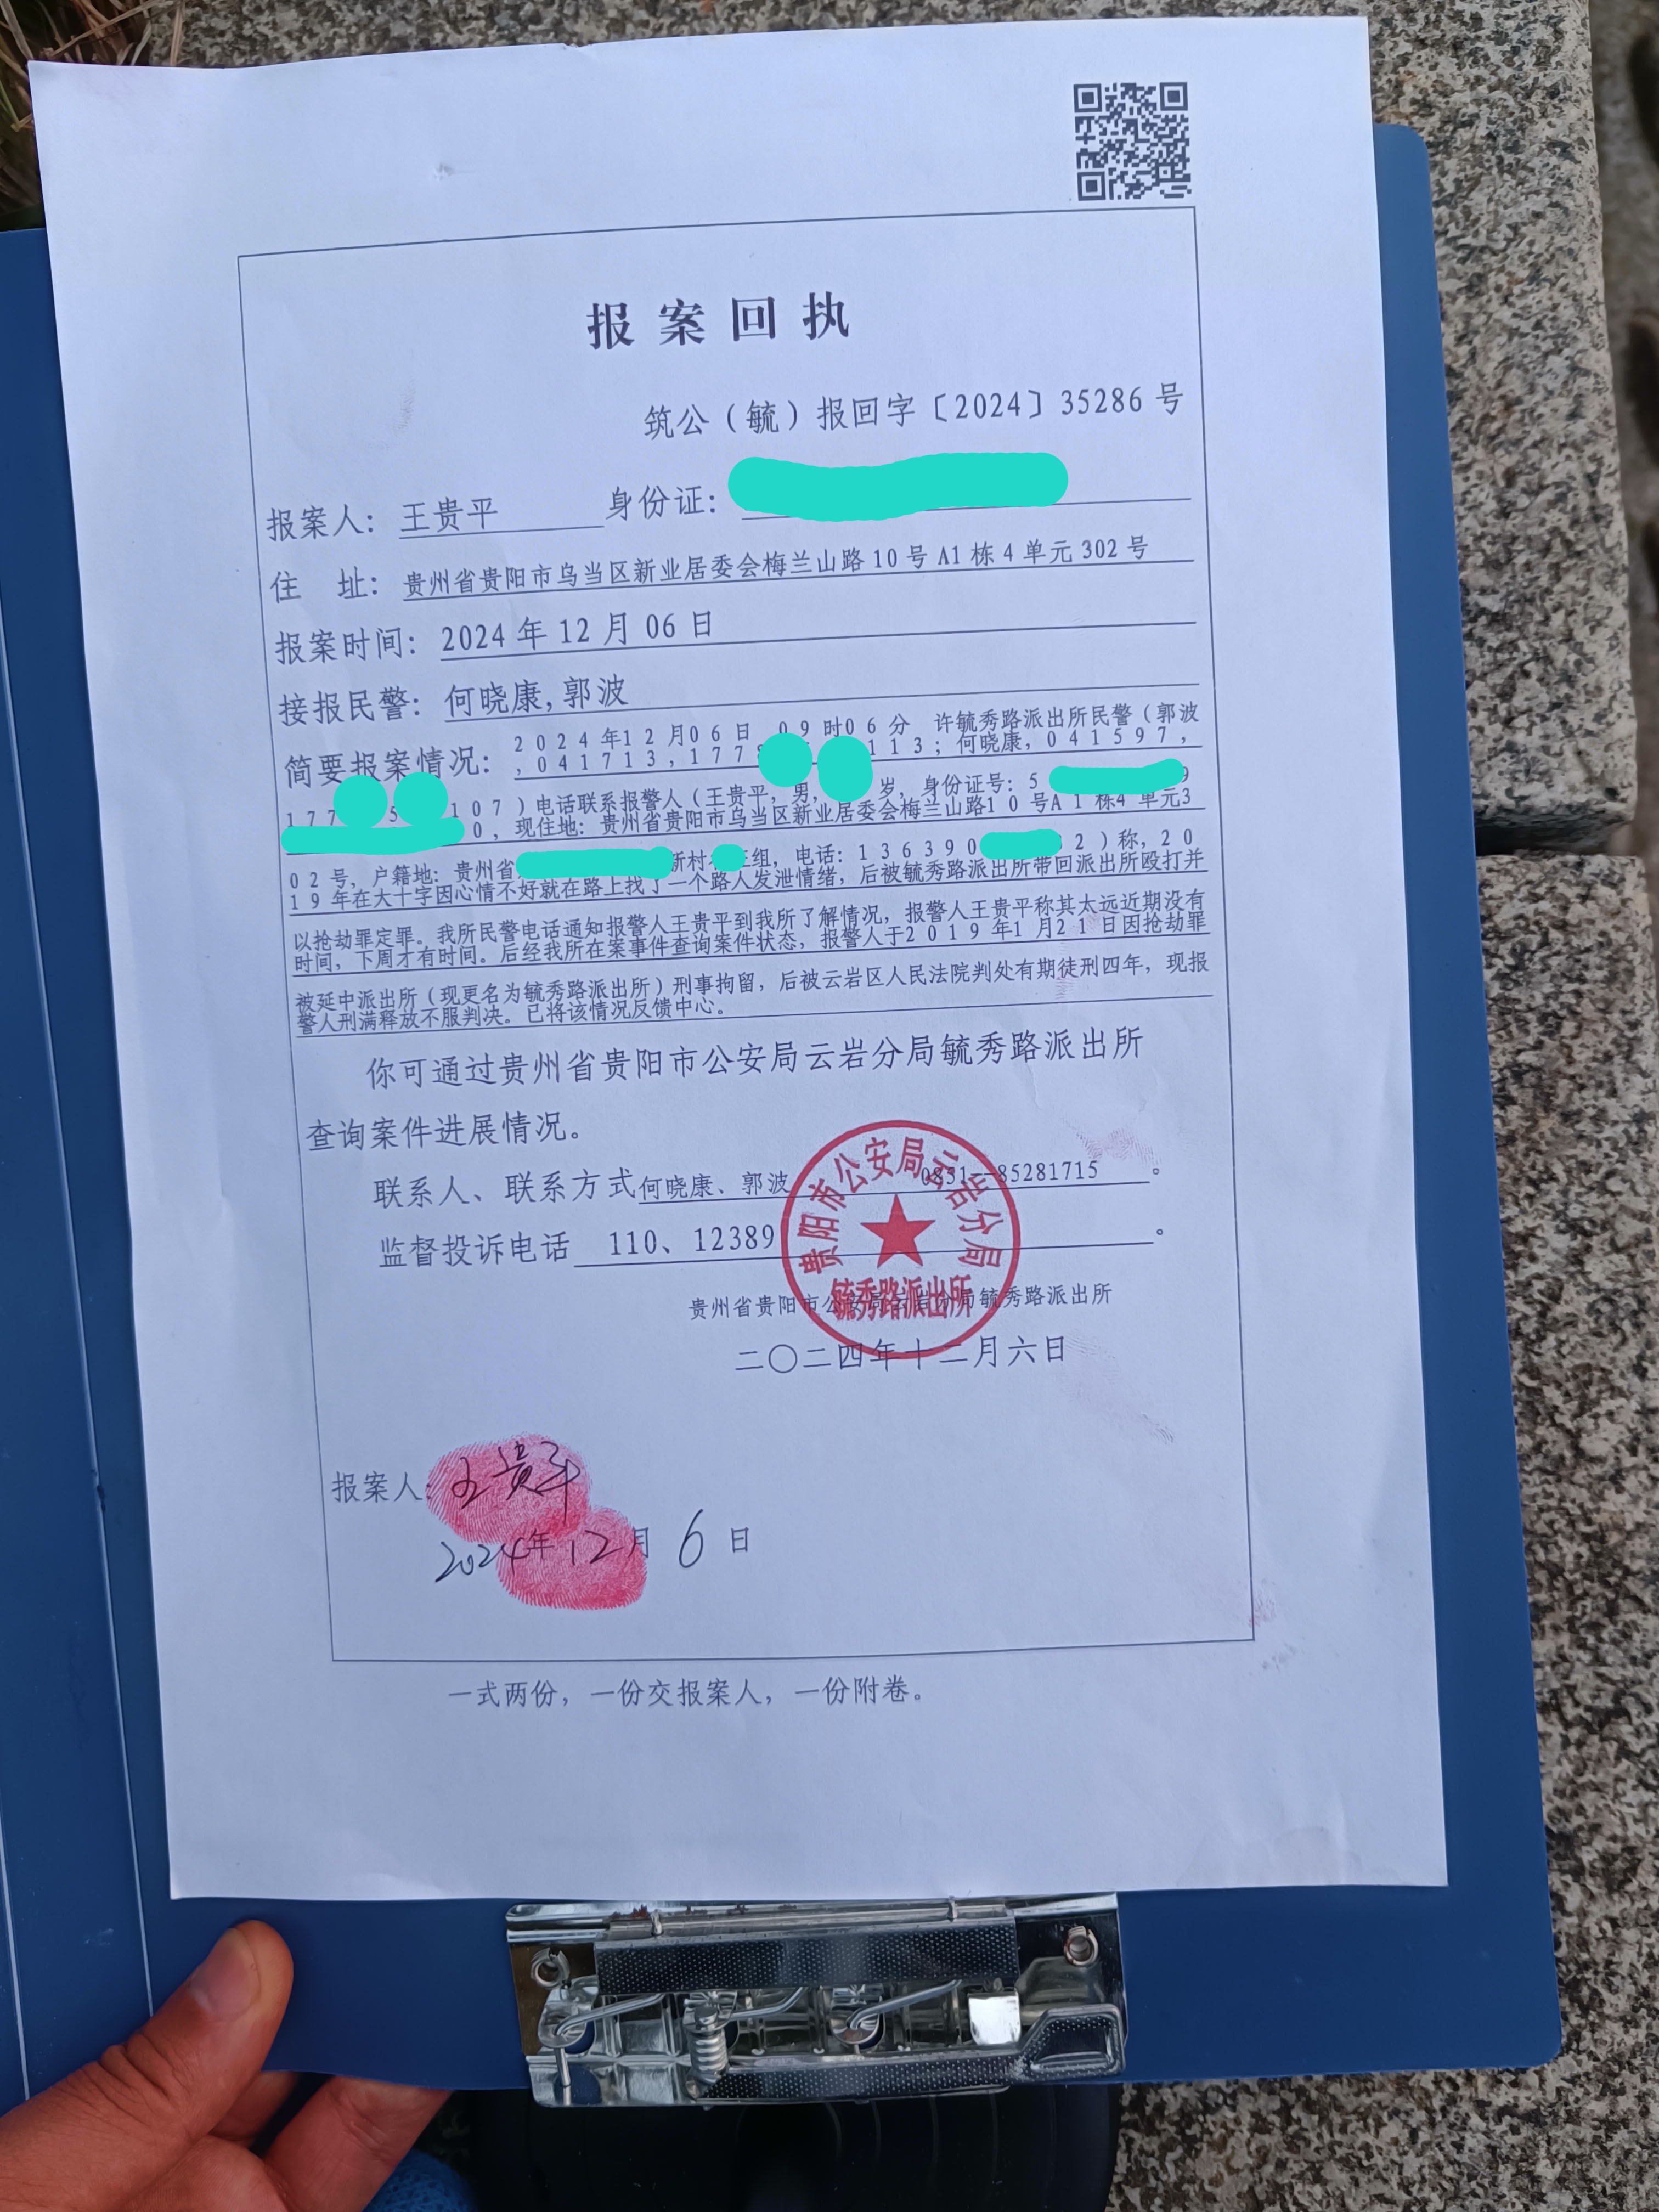 报案回执
筑公（毓）报回字〔2024〕35286号
报案人：王贵平 身份证：
住 址：贵州省贵阳市乌当区新业居委会梅兰山路10号A1栋4单元302号
报案时间：2024年12月06日
接报民警：何晓康,郭波
简要报案情况：2024年12月06日 09时06分 许毓秀路派出所民警（郭波
,041713,177 113；何晓康,041597,
177 5 107）电话联系报警人（王贵平，男， 岁，身份证号：5 9
0，现住地：贵州省贵阳市乌当区新业居委会梅兰山路10号A1栋4单元3
02号，户籍地：贵州省 新村 组，电话：136390 32）称，20
19年在大十字因心情不好就在路上找了一个路人发泄情绪，后被毓秀路派出所带回派出所殴打并
以抢劫罪定罪。我所民警电话通知报警人王贵平到我所了解情况，报警人王贵平称其太远近期没有
时间，下周才有时间。后经我所在案事件查询案件状态，报警人于2019年1月21日因抢劫罪
被延中派出所（现更名为毓秀路派出所）刑事拘留，后被云岩区人民法院判处有期徒刑四年，现报
警人刑满释放不服判决。已将该情况反馈中心。
你可通过贵州省贵阳市公安局云岩分局毓秀路派出所
查询案件进展情况。
联系人、联系方式何晓康、郭波 0851--85281715。
监督投诉电话 110、12389。
贵阳市公安局云岩分局
毓秀路派出所
贵州省贵阳市公安局云岩分局毓秀路派出所
二〇二四年十二月六日
报案人：王贵平
2024年12月6日
一式两份，一份交报案人，一份附卷。